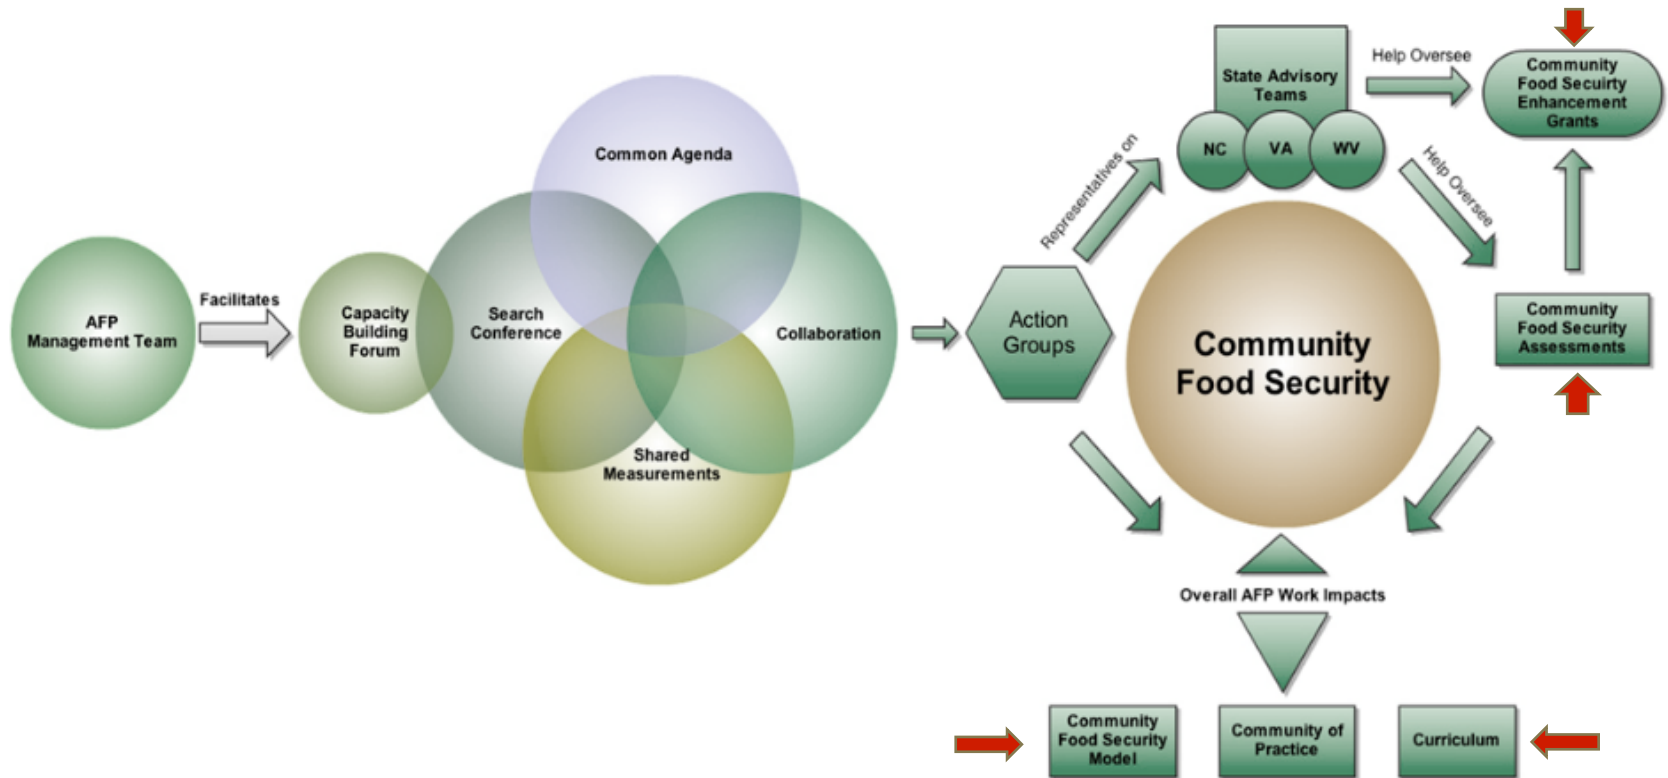 AFP
Management Team
Facilitates
Capacity
Building
Forum
Search
Conference
Common Agenda
Collaboration
Shared
Measurements
Action
Groups
Representatives on
State Advisory
Teams
NC
VA
WV
Help Oversee
Community
Food Secuirty
Enhancement
Grants
Help Oversee
Community
Food Security
Assessments
Community
Food Security
Overall AFP Work Impacts
Community
Food Security
Model
Community of
Practice
Curriculum